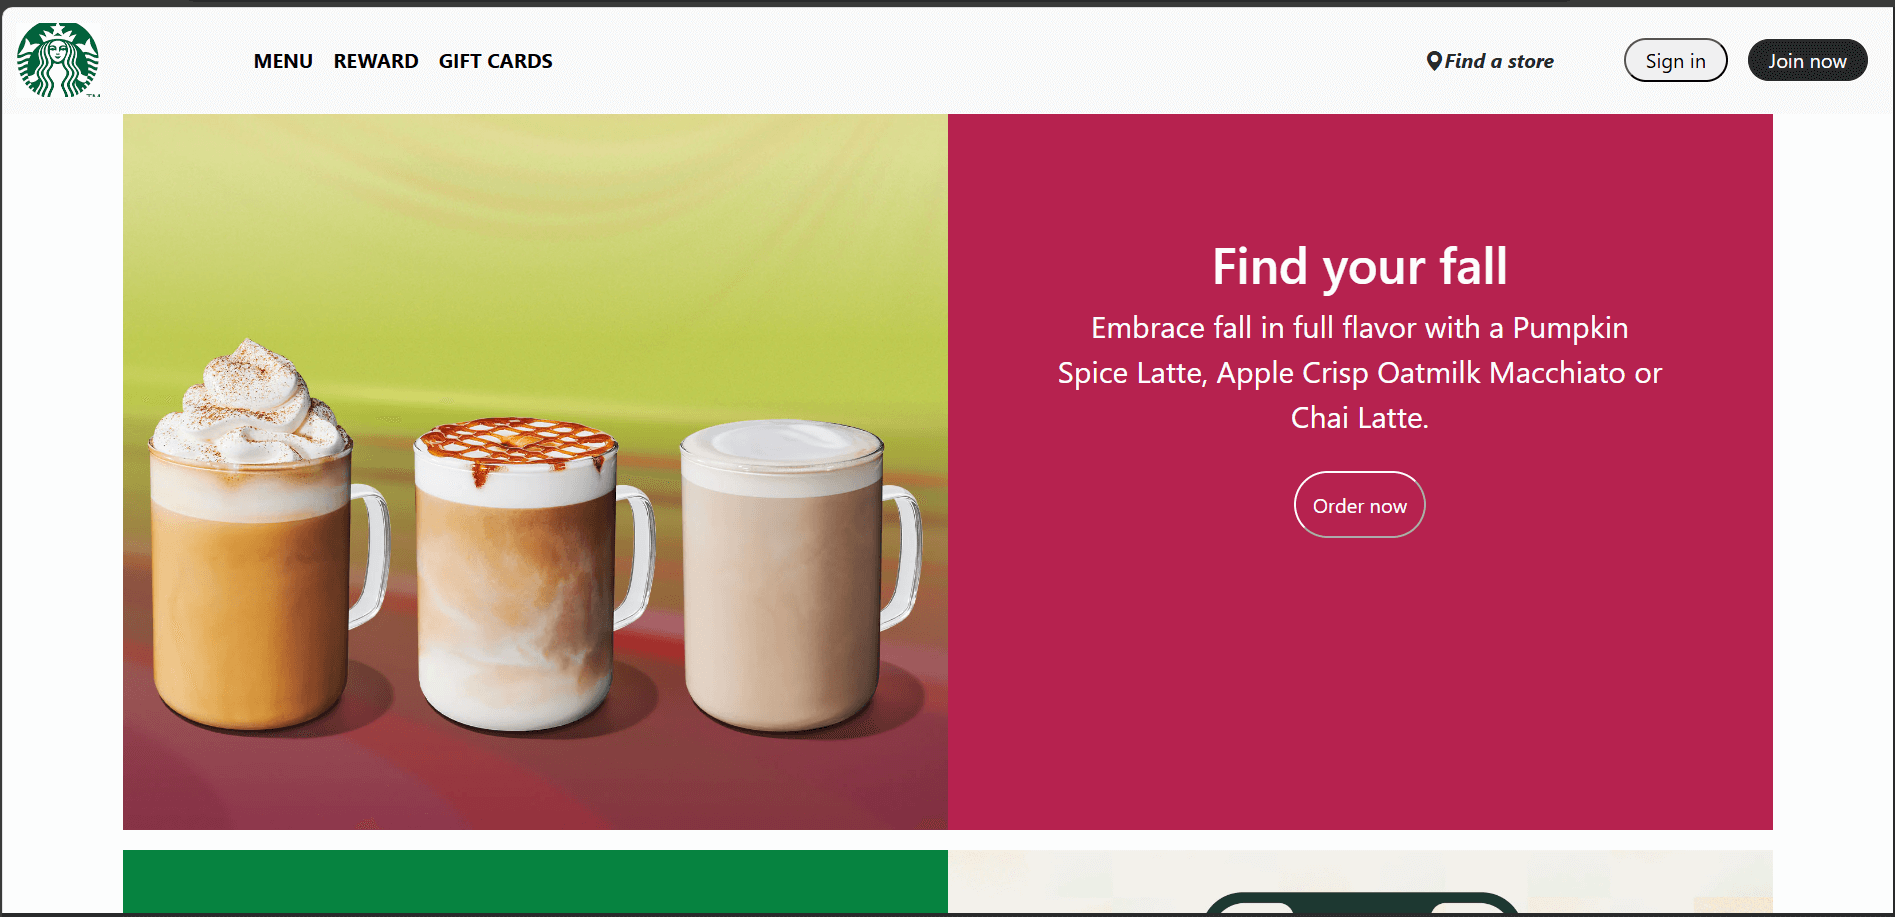 TM
MENU REWARD GIFT CARDS Find a store Sign in Join now
Find your fall
Embrace fall in full flavor with a Pumpkin
Spice Latte, Apple Crisp Oatmilk Macchiato or
Chai Latte.
Order now